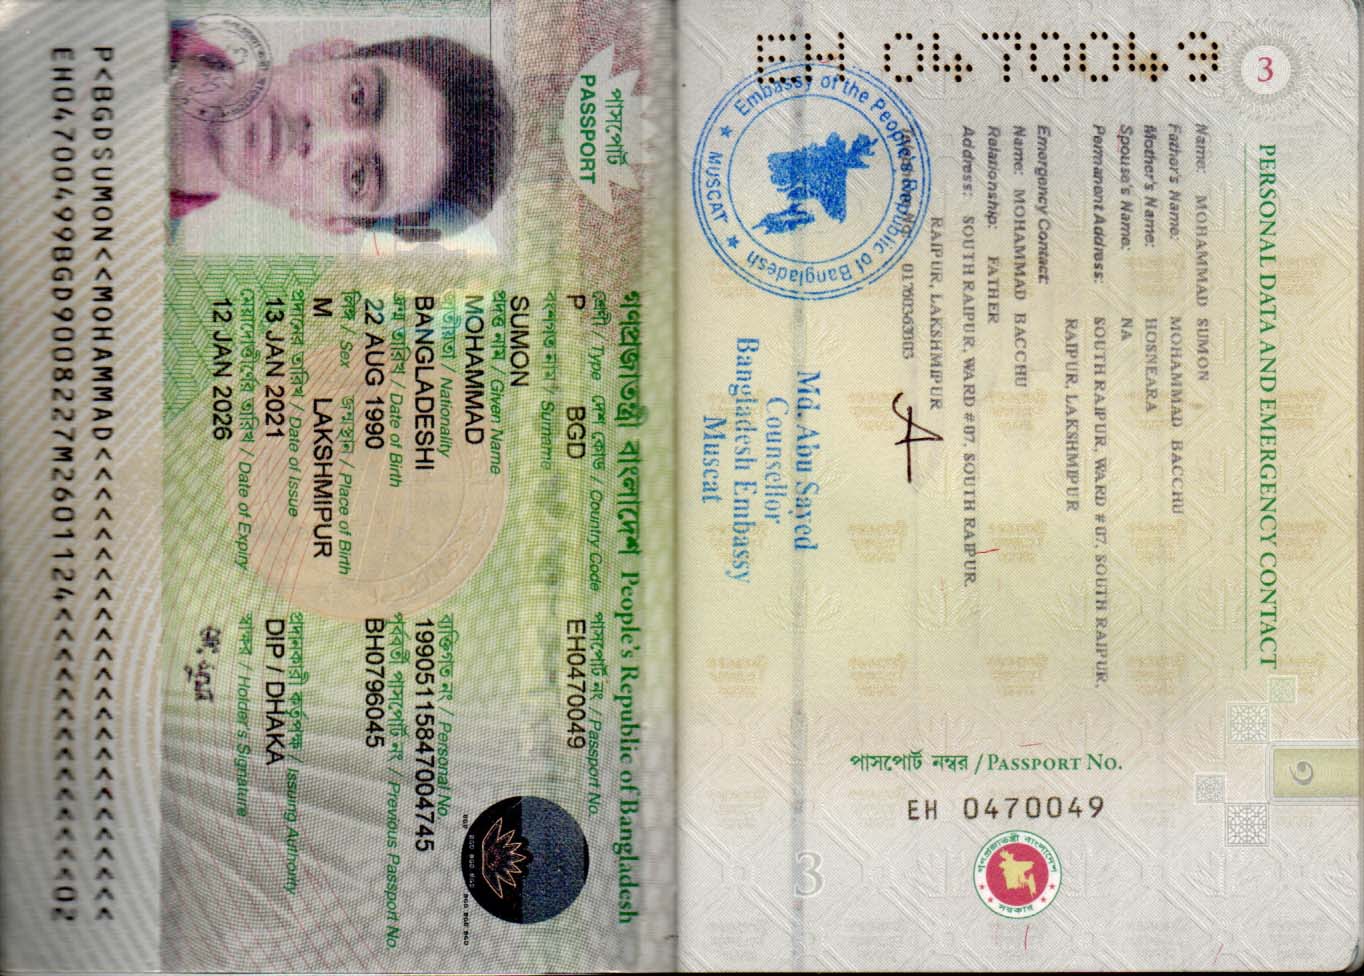 3
PERSONAL DATA AND EMERGENCY CONTACT
Name: MOHAMMAD SUMON
Father's Name: MOHAMMAD BACCHU
Mother's Name: HOSNEARA
Spouse's Name: NA
Permanent Address: SOUTH RAIPUR, WARD # 07, SOUTH RAIPUR,
RAIPUR, LAKSHMIPUR
Emergency Contact:
Name: MOHAMMAD BACCHU
Relationship: FATHER
Address: SOUTH RAIPUR, WARD # 07, SOUTH RAIPUR,
RAIPUR, LAKSHMIPUR
EH 0470049
Embassy of the People's Republic of Bangladesh
★ MUSCAT ★
Md. Abu Sayed
Counsellor
Bangladesh Embassy
Muscat
পাসপোর্ট নম্বর / PASSPORT No.
EH 0470049
গণপ্রজাতন্ত্রী বাংলাদেশ
সরকার
3
গণপ্রজাতন্ত্রী বাংলাদেশ People's Republic of Bangladesh
পাসপোর্ট
PASSPORT
শ্রেণী / Type দেশ কোড / Country Code পাসপোর্ট নং / Passport No.
P BGD EH0470049
বংশগত নাম / Surname
SUMON
প্রদত্ত নাম / Given Name
MOHAMMAD
জাতীয়তা / Nationality ব্যক্তিগত নং / Personal No.
BANGLADESHI 19905115847004745
জন্ম তারিখ / Date of Birth পূর্ববর্তী পাসপোর্ট নং / Previous Passport No.
22 AUG 1990 BH0796045
লিঙ্গ / Sex জন্মস্থান / Place of Birth
M LAKSHMIPUR
প্রদানের তারিখ / Date of Issue প্রদানকারী কর্তৃপক্ষ / Issuing Authority
13 JAN 2021 DIP / DHAKA
মেয়াদোত্তীর্ণের তারিখ / Date of Expiry স্বাক্ষর / Holder's Signature
12 JAN 2026
P<BGDSUMON<<MOHAMMAD<<<<<<<<<<<<<<<<<<<<<<<<
EH04700499BGD9008227M2601124<<<<<<<<<<<<<<02